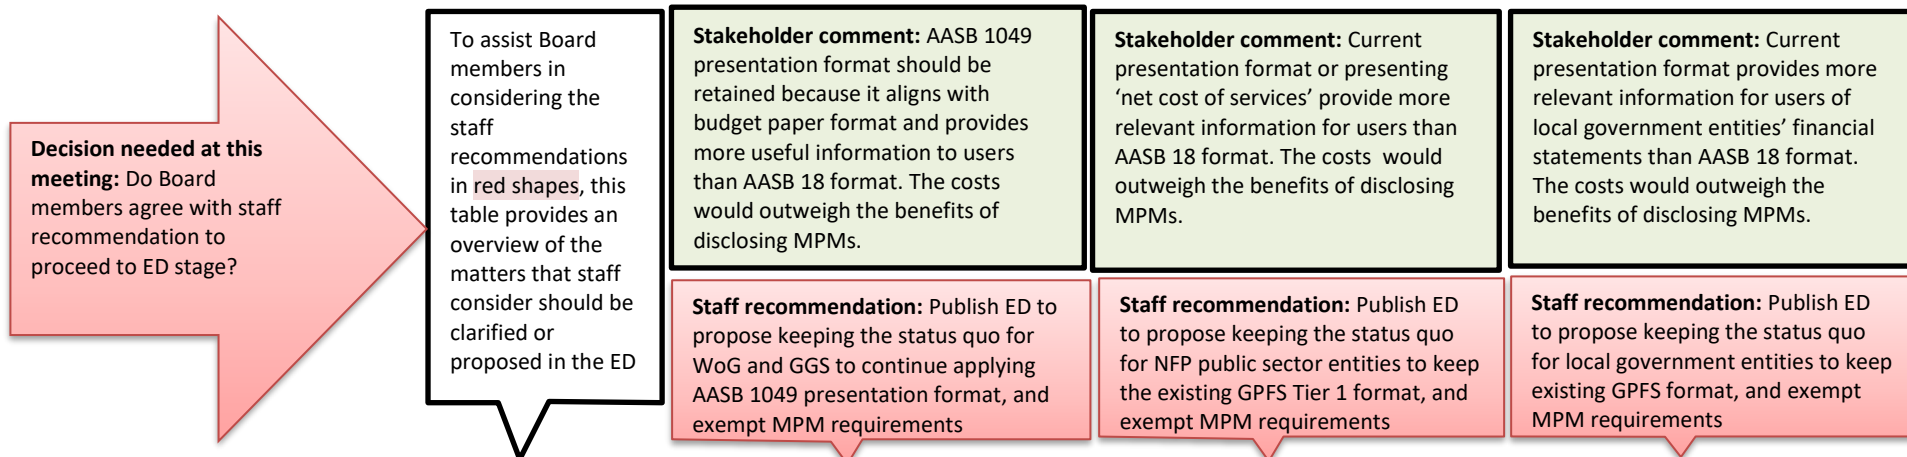 Decision needed at this
meeting: Do Board
members agree with staff
recommendation to
proceed to ED stage?
To assist Board
members in
considering the
staff
recommendations
in red shapes, this
table provides an
overview of the
matters that staff
consider should be
clarified or
proposed in the ED
Stakeholder comment: AASB 1049
presentation format should be
retained because it aligns with
budget paper format and provides
more useful information to users
than AASB 18 format. The costs
would outweigh the benefits of
disclosing MPMs.
Staff recommendation: Publish ED to
propose keeping the status quo for
WoG and GGS to continue applying
AASB 1049 presentation format, and
exempt MPM requirements
Stakeholder comment: Current
presentation format or presenting
‘net cost of services’ provide more
relevant information for users than
AASB 18 format. The costs would
outweigh the benefits of disclosing
MPMs.
Staff recommendation: Publish ED
to propose keeping the status quo
for NFP public sector entities to keep
the existing GPFS Tier 1 format, and
exempt MPM requirements
Stakeholder comment: Current
presentation format provides more
relevant information for users of
local government entities’ financial
statements than AASB 18 format.
The costs would outweigh the
benefits of disclosing MPMs.
Staff recommendation: Publish ED
to propose keeping the status quo
for local government entities to keep
existing GPFS format, and exempt
MPM requirements